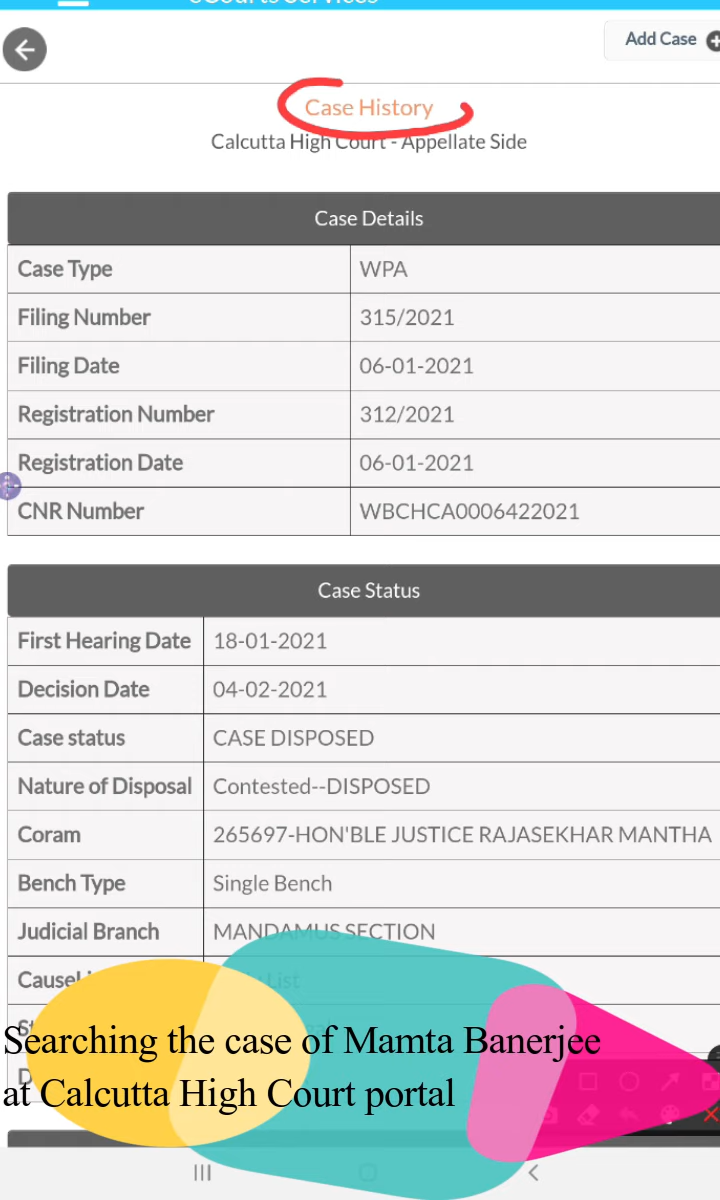 Add Case
Case History
Calcutta High Court - Appellate Side
Case Details
Case Type WPA
Filing Number 315/2021
Filing Date 06-01-2021
Registration Number 312/2021
Registration Date 06-01-2021
CNR Number WBCHCA0006422021
Case Status
First Hearing Date 18-01-2021
Decision Date 04-02-2021
Case status CASE DISPOSED
Nature of Disposal Contested--DISPOSED
Coram 265697-HON'BLE JUSTICE RAJASEKHAR MANTHA
Bench Type Single Bench
Judicial Branch MANDAMUS SECTION
List
Searching the case of Mamta Banerjee
at Calcutta High Court portal